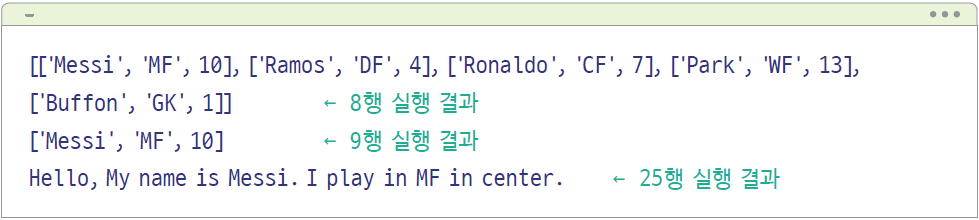 [['Messi', 'MF', 10], ['Ramos', 'DF', 4], ['Ronaldo', 'CF', 7], ['Park', 'WF', 13],
['Buffon', 'GK', 1]] ← 8행 실행 결과
['Messi', 'MF', 10] ← 9행 실행 결과
Hello, My name is Messi. I play in MF in center. ← 25행 실행 결과